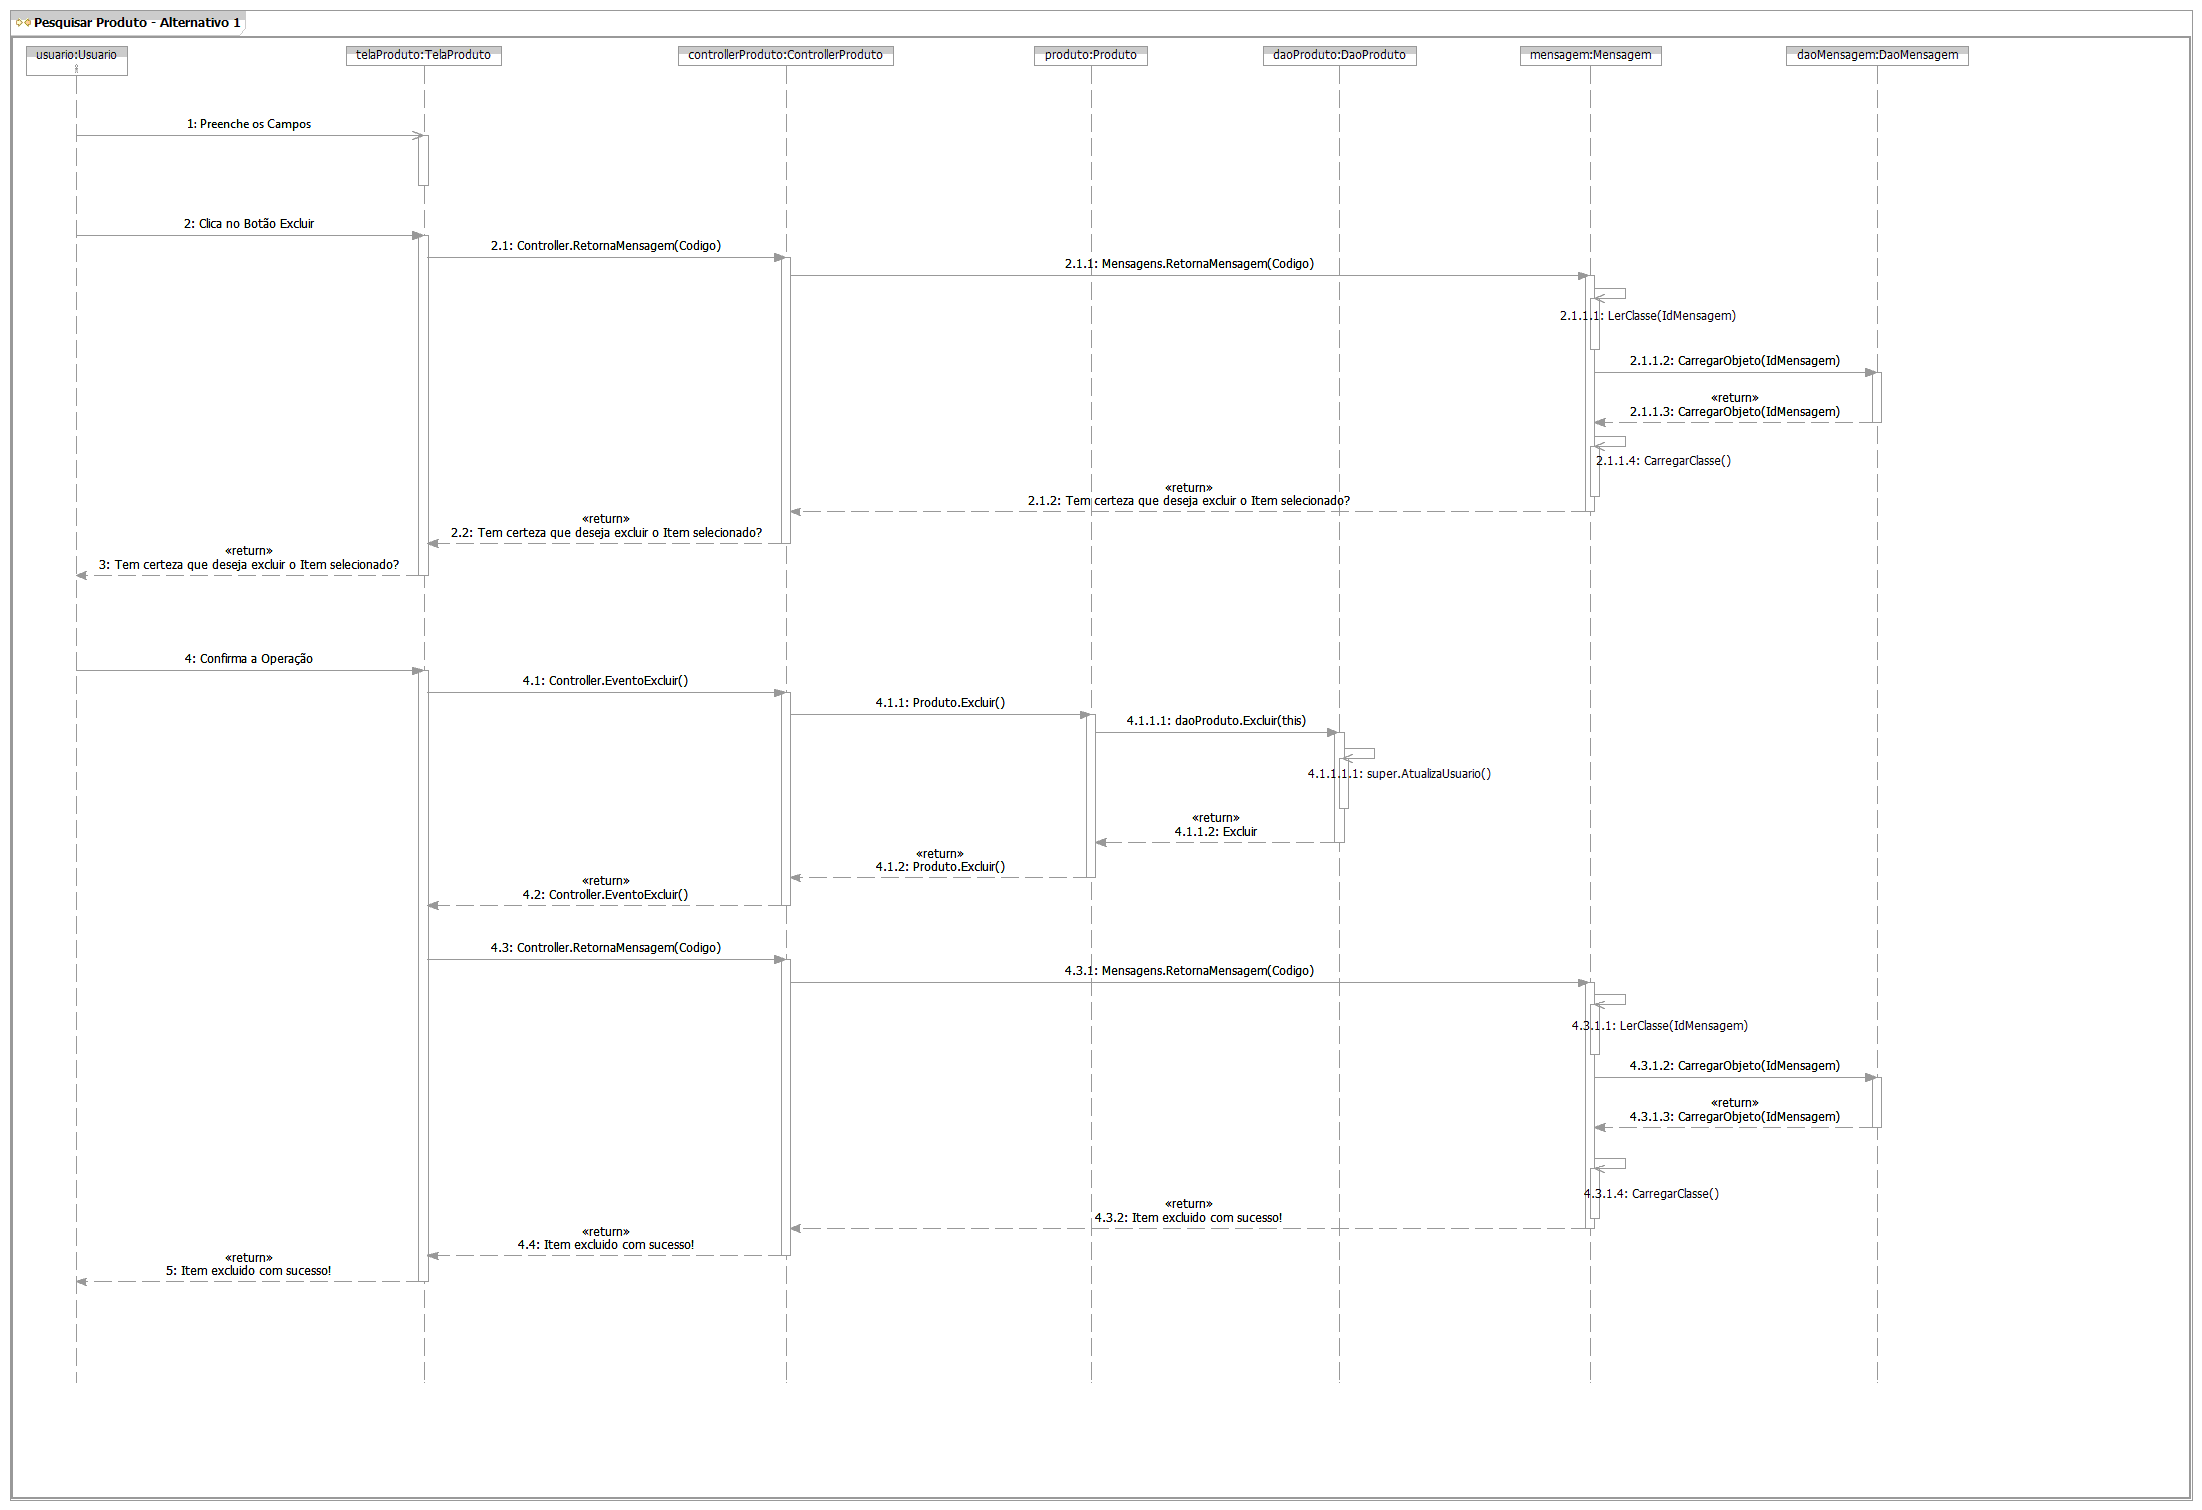 Pesquisar Produto - Alternativo 1
usuario:Usuario
telaProduto:TelaProduto
controllerProduto:ControllerProduto
produto:Produto
daoProduto:DaoProduto
mensagem:Mensagem
daoMensagem:DaoMensagem
1: Preenche os Campos
2: Clica no Botão Excluir
2.1: Controller.RetornaMensagem(Codigo)
2.1.1: Mensagens.RetornaMensagem(Codigo)
2.1.1.1: LerClasse(IdMensagem)
2.1.1.2: CarregarObjeto(IdMensagem)
«return»
2.1.1.3: CarregarObjeto(IdMensagem)
2.1.1.4: CarregarClasse()
«return»
2.1.2: Tem certeza que deseja excluir o Item selecionado?
«return»
2.2: Tem certeza que deseja excluir o Item selecionado?
«return»
3: Tem certeza que deseja excluir o Item selecionado?
4: Confirma a Operação
4.1: Controller.EventoExcluir()
4.1.1: Produto.Excluir()
4.1.1.1: daoProduto.Excluir(this)
4.1.1.1.1: super.AtualizaUsuario()
«return»
4.1.1.2: Excluir
«return»
4.1.2: Produto.Excluir()
«return»
4.2: Controller.EventoExcluir()
4.3: Controller.RetornaMensagem(Codigo)
4.3.1: Mensagens.RetornaMensagem(Codigo)
4.3.1.1: LerClasse(IdMensagem)
4.3.1.2: CarregarObjeto(IdMensagem)
«return»
4.3.1.3: CarregarObjeto(IdMensagem)
4.3.1.4: CarregarClasse()
«return»
4.3.2: Item excluido com sucesso!
«return»
4.4: Item excluido com sucesso!
«return»
5: Item excluido com sucesso!